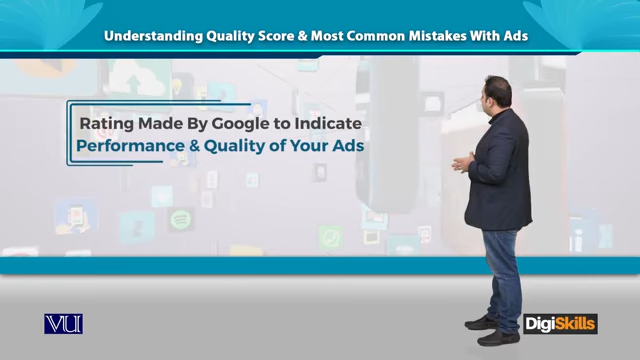 Understanding Quality Score & Most Common Mistakes With Ads
Rating Made By Google to Indicate
Performance & Quality of Your Ads
VU
DigiSkills